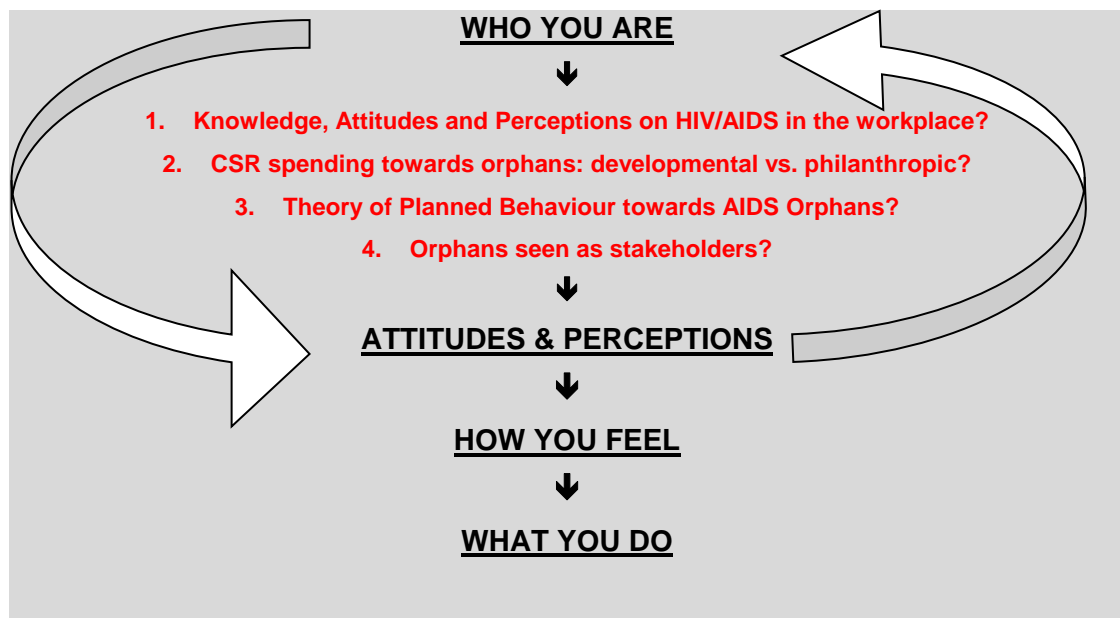 WHO YOU ARE
1. Knowledge, Attitudes and Perceptions on HIV/AIDS in the workplace?
2. CSR spending towards orphans: developmental vs. philanthropic?
3. Theory of Planned Behaviour towards AIDS Orphans?
4. Orphans seen as stakeholders?
ATTITUDES & PERCEPTIONS
HOW YOU FEEL
WHAT YOU DO